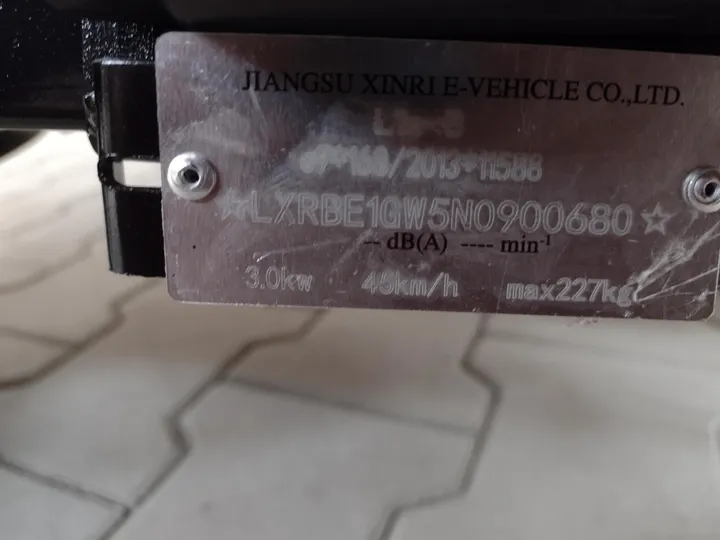 JIANGSU XINRI E-VEHICLE CO.,LTD.
168/2013*11588
☆LXRBE1GW5N0900680☆
-- dB(A) ---- min-1
3.0kw 45km/h max227kg